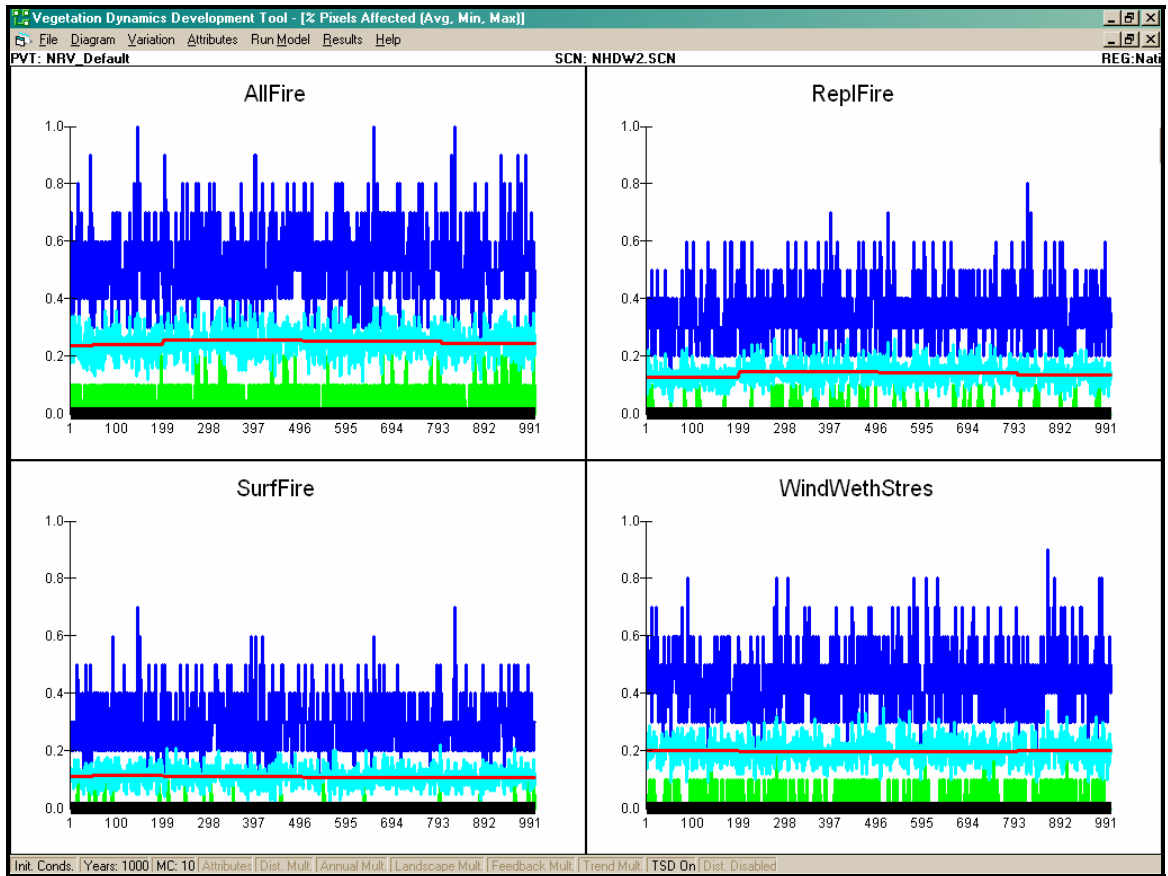 Vegetation Dynamics Development Tool - [% Pixels Affected (Avg, Min, Max)]
File Diagram Variation Attributes Run Model Results Help
PVT: NRV_Default SCN: NHDW2.SCN REG:Nati
AllFire
1.0
0.8
0.6
0.4
0.2
0.0
1 100 199 298 397 496 595 694 793 892 991
ReplFire
1.0
0.8
0.6
0.4
0.2
0.0
1 100 199 298 397 496 595 694 793 892 991
SurfFire
1.0
0.8
0.6
0.4
0.2
0.0
1 100 199 298 397 496 595 694 793 892 991
WindWethStres
1.0
0.8
0.6
0.4
0.2
0.0
1 100 199 298 397 496 595 694 793 892 991
Init. Conds. Years: 1000 MC: 10 Attributes Dist. Mult. Annual Mult. Landscape Mult. Feedback Mult. Trend Mult. TSD On Dist. Disabled